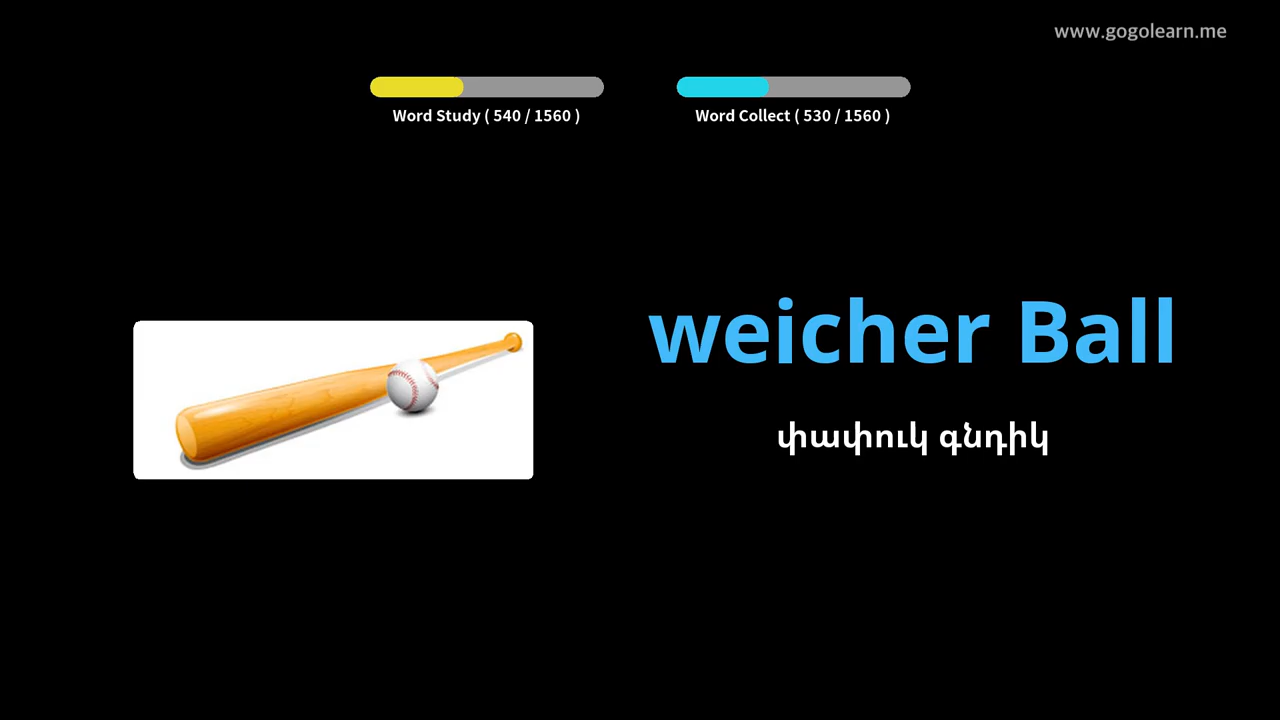 www.gogolearn.me
Word Study ( 540 / 1560 )
Word Collect ( 530 / 1560 )
weicher Ball
փափուկ գնդիկ